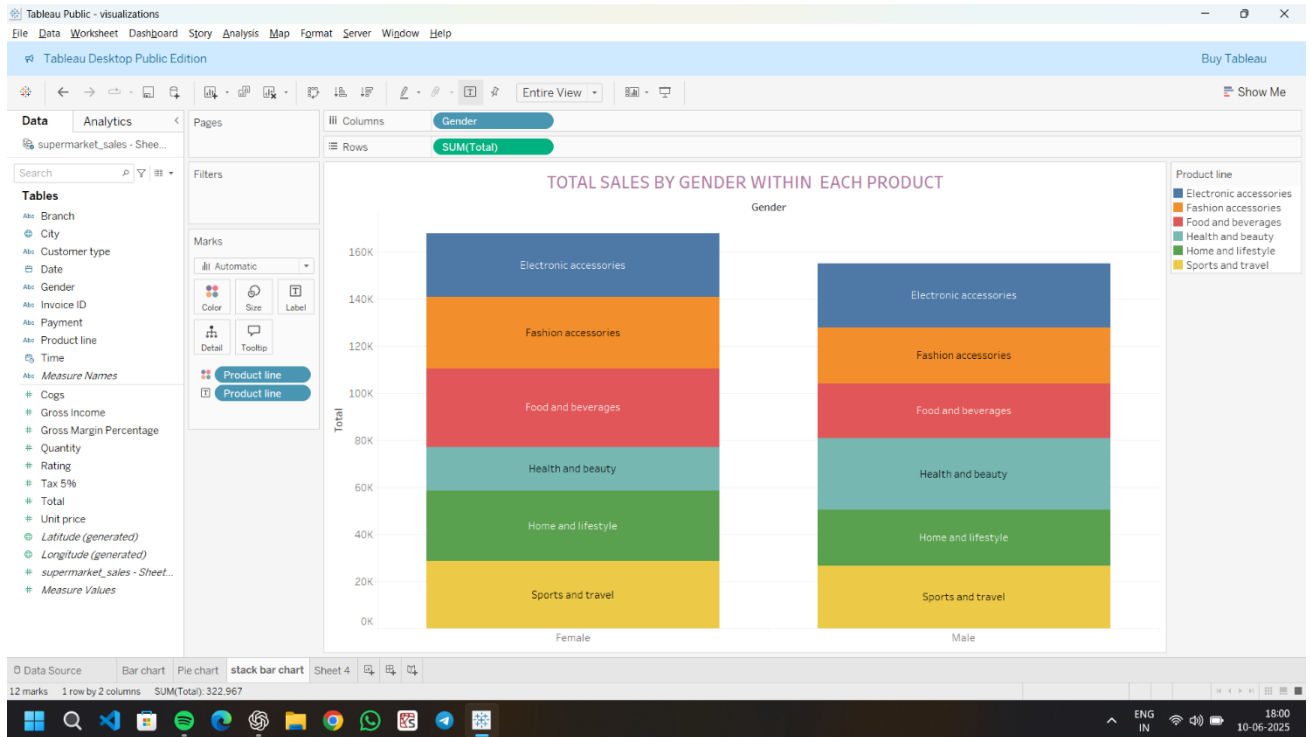 Tableau Public - visualizations
File Data Worksheet Dashboard Story Analysis Map Format Server Window Help
Tableau Desktop Public Edition
Buy Tableau
Entire View
Show Me
Data Analytics
supermarket_sales - Shee...
Search
Tables
Abc Branch
City
Abc Customer type
Date
Abc Gender
Abc Invoice ID
Abc Payment
Abc Product line
Time
Abc Measure Names
# Cogs
# Gross Income
# Gross Margin Percentage
# Quantity
# Rating
# Tax 5%
# Total
# Unit price
Latitude (generated)
Longitude (generated)
# supermarket_sales - Sheet...
# Measure Values
Pages
Filters
Marks
Automatic
Color Size Label
Detail Tooltip
Product line
Product line
Columns
Gender
Rows
SUM(Total)
TOTAL SALES BY GENDER WITHIN EACH PRODUCT
Gender
Total
160K
140K
120K
100K
80K
60K
40K
20K
0K
Electronic accessories
Fashion accessories
Food and beverages
Health and beauty
Home and lifestyle
Sports and travel
Female
Electronic accessories
Fashion accessories
Food and beverages
Health and beauty
Home and lifestyle
Sports and travel
Male
Product line
Electronic accessories
Fashion accessories
Food and beverages
Health and beauty
Home and lifestyle
Sports and travel
Data Source Bar chart Pie chart stack bar chart Sheet 4
12 marks 1 row by 2 columns SUM(Total): 322,967
ENG
IN
18:00
10-06-2025